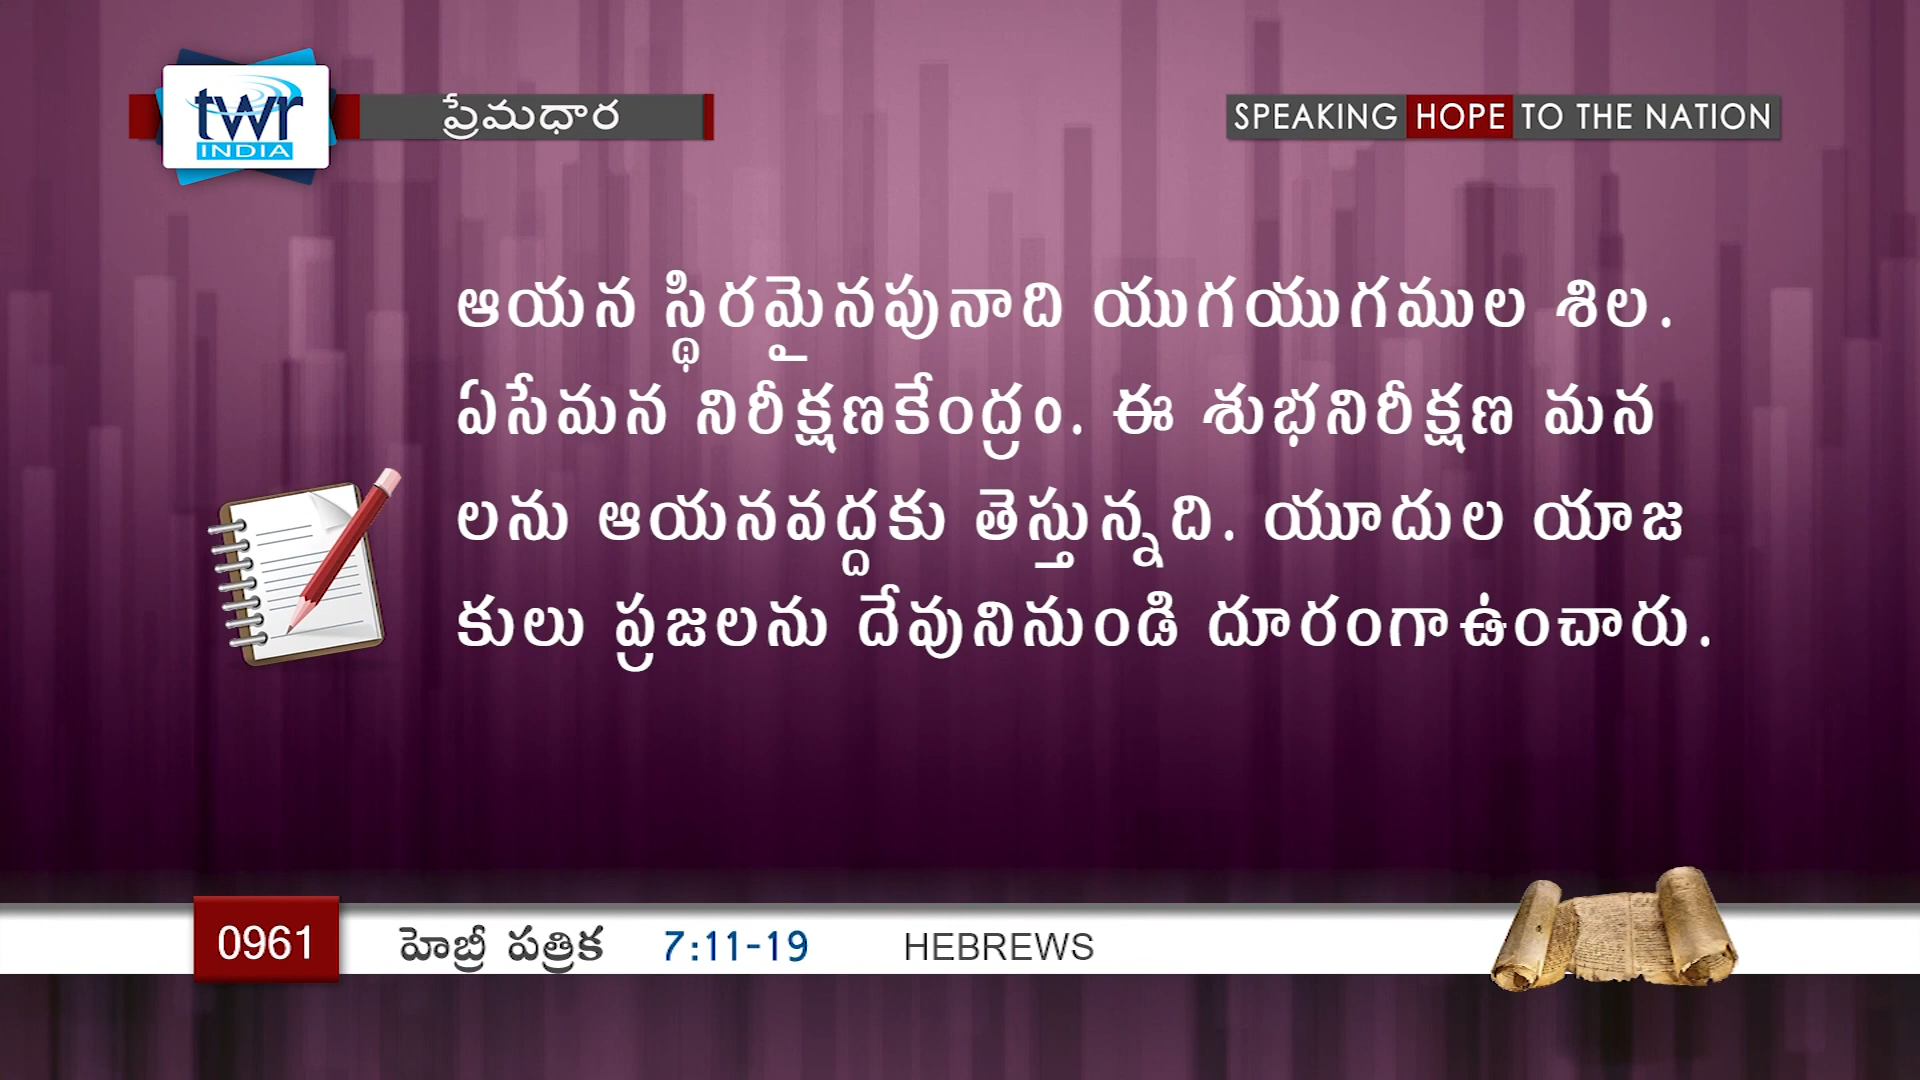 twr
INDIA
ప్రేమధార
SPEAKING HOPE TO THE NATION
ఆయన స్థిరమైనపునాది యుగయుగముల శిల.
ఏసేమన నిరీక్షణకేంద్రం. ఈ శుభనిరీక్షణ మన
లను ఆయనవద్దకు తెస్తున్నది. యూదుల యాజ
కులు ప్రజలను దేవునినుండి దూరంగాఉంచారు.
0961
హెబ్రీ పత్రిక 7:11-19 HEBREWS